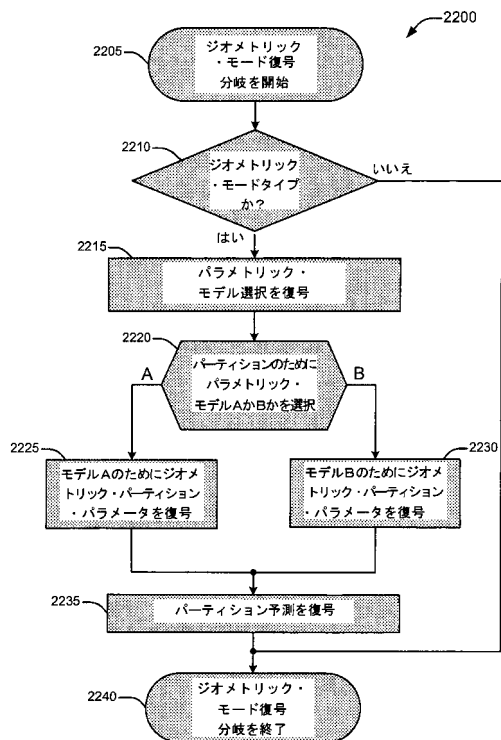 2200
2205
ジオメトリック
・モード復号
分岐を開始
2210
ジオメトリック
・モードタイプ
か?
いいえ
はい
2215
パラメトリック・
モデル選択を復号
2220
パーティションのために
パラメトリック・
モデルAかBかを選択
A
B
2225
モデルAのためにジオメ
トリック・パーティション
・パラメータを復号
2230
モデルBのためにジオメ
トリック・パーティション
・パラメータを復号
2235
パーティション予測を復号
2240
ジオメトリック・
モード復号
分岐を終了